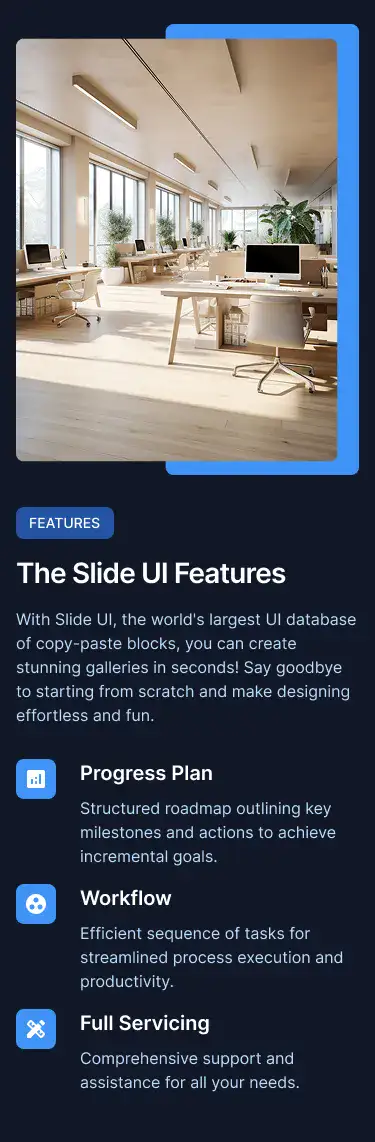 FEATURES
The Slide UI Features
With Slide UI, the world's largest UI database
of copy-paste blocks, you can create
stunning galleries in seconds! Say goodbye
to starting from scratch and make designing
effortless and fun.
Progress Plan
Structured roadmap outlining key
milestones and actions to achieve
incremental goals.
Workflow
Efficient sequence of tasks for
streamlined process execution and
productivity.
Full Servicing
Comprehensive support and
assistance for all your needs.